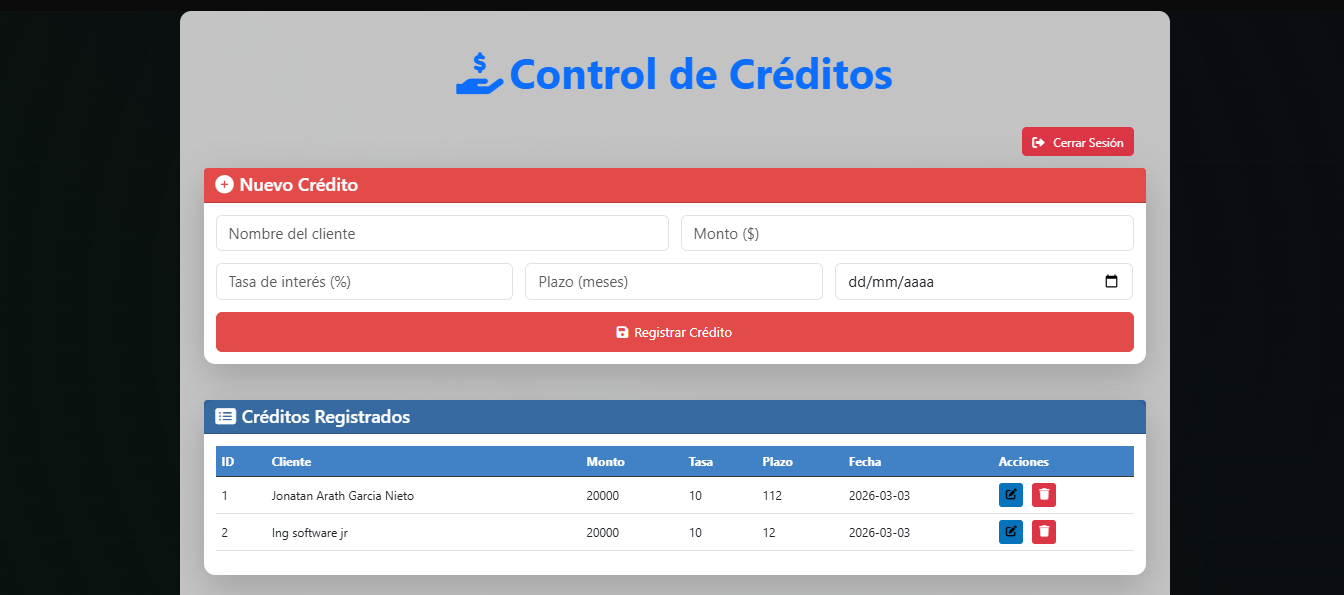 Control de Créditos
Cerrar Sesión
Nuevo Crédito
Nombre del cliente Monto ($)
Tasa de interés (%) Plazo (meses) dd/mm/aaaa
Registrar Crédito
Créditos Registrados
ID Cliente Monto Tasa Plazo Fecha Acciones
1 Jonatan Arath Garcia Nieto 20000 10 112 2026-03-03
2 Ing software jr 20000 10 12 2026-03-03